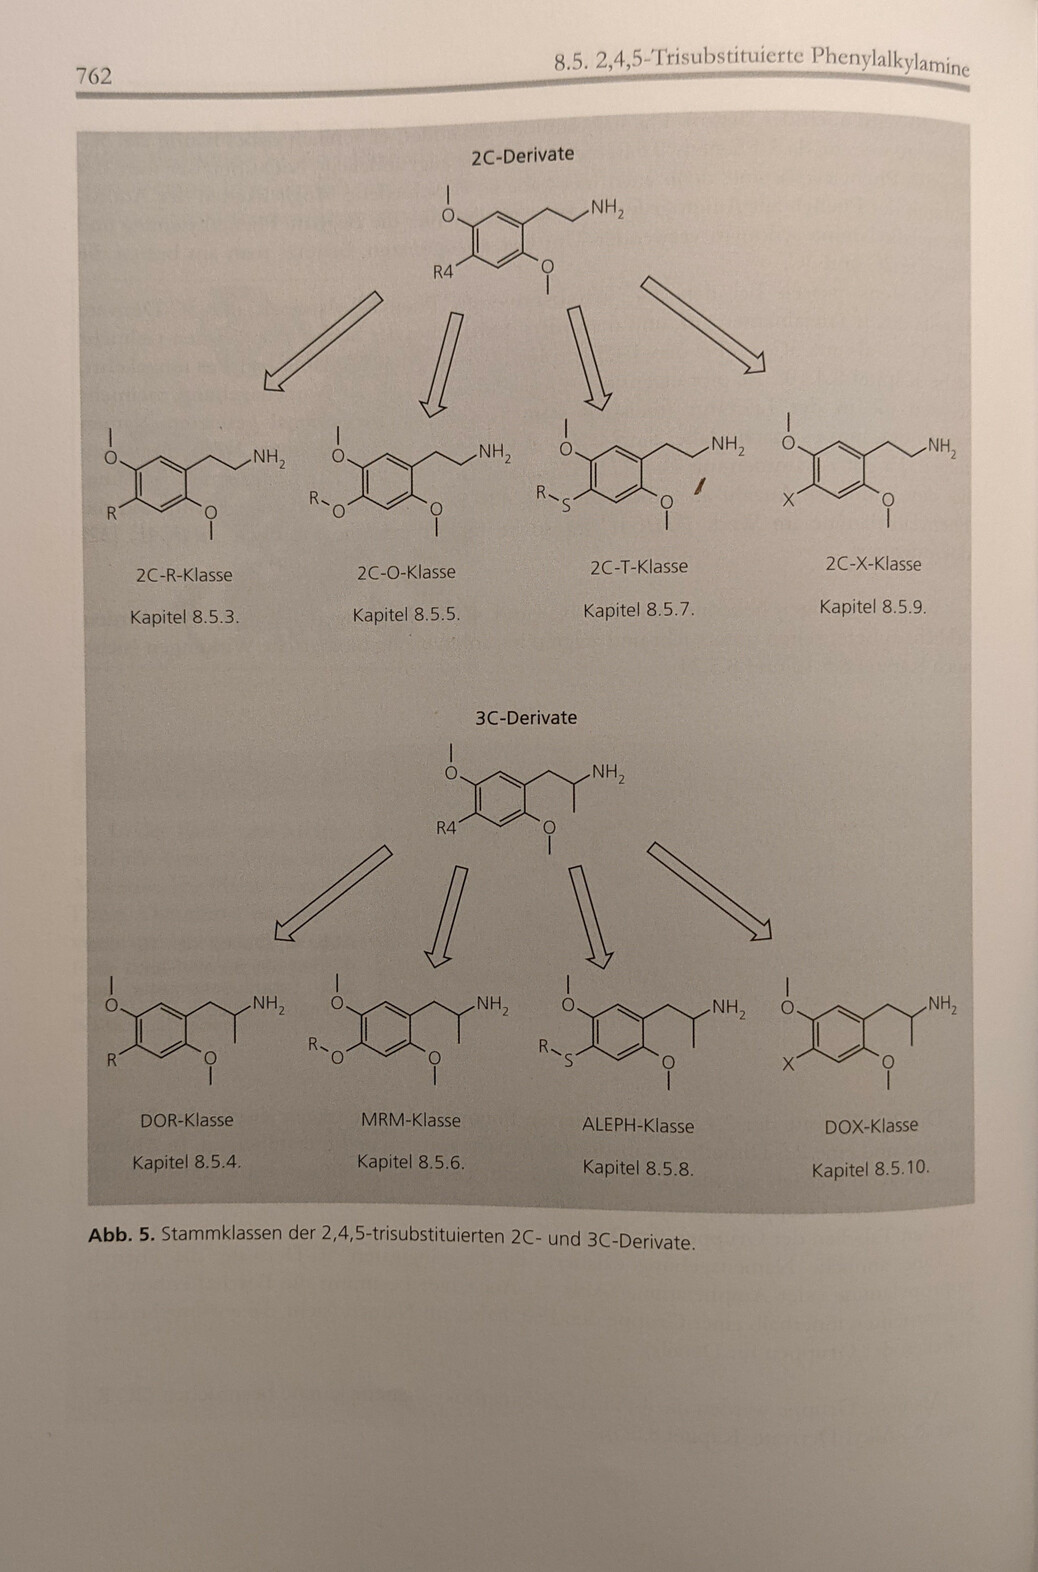 762
8.5. 2,4,5-Trisubstituierte Phenylalkylamine
2C-Derivate
O
NH2
R4
O
O
NH2
R
O
O
NH2
R
O
O
O
NH2
R
S
O
O
NH2
X
O
2C-R-Klasse
2C-O-Klasse
2C-T-Klasse
2C-X-Klasse
Kapitel 8.5.3.
Kapitel 8.5.5.
Kapitel 8.5.7.
Kapitel 8.5.9.
3C-Derivate
O
NH2
R4
O
O
NH2
R
O
O
NH2
R
O
O
O
NH2
R
S
O
O
NH2
X
O
DOR-Klasse
MRM-Klasse
ALEPH-Klasse
DOX-Klasse
Kapitel 8.5.4.
Kapitel 8.5.6.
Kapitel 8.5.8.
Kapitel 8.5.10.
Abb. 5. Stammklassen der 2,4,5-trisubstituierten 2C- und 3C-Derivate.